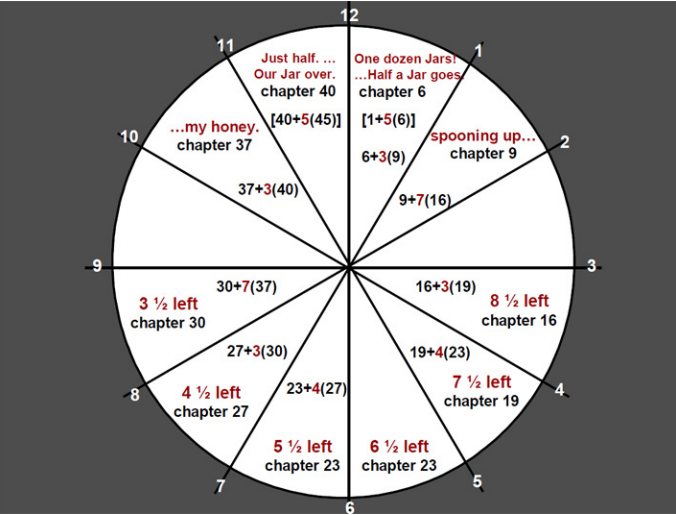 12
11
1
Just half. …
Our Jar over.
chapter 40
[40+5(45)]
One dozen Jars!
…Half a Jar goes.
chapter 6
[1+5(6)]
6+3(9)
10
…my honey.
chapter 37
37+3(40)
spooning up…
chapter 9
9+7(16)
2
9
3
30+7(37)
3 ½ left
chapter 30
16+3(19)
8 ½ left
chapter 16
27+3(30)
4 ½ left
chapter 27
19+4(23)
7 ½ left
chapter 19
8
4
23+4(27)
5 ½ left
chapter 23
6 ½ left
chapter 23
7
5
6